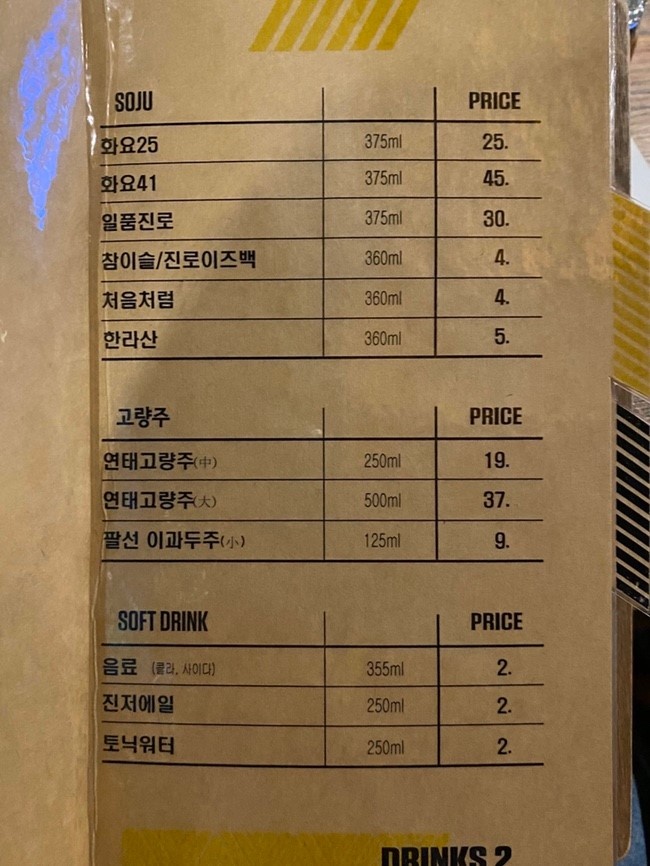 SOJU PRICE
화요25 375ml 25.
화요41 375ml 45.
일품진로 375ml 30.
참이슬/진로이즈백 360ml 4.
처음처럼 360ml 4.
한라산 360ml 5.
고량주 PRICE
연태고량주(中) 250ml 19.
연태고량주(大) 500ml 37.
팔선 이과두주(小) 125ml 9.
SOFT DRINK PRICE
음료 (콜라, 사이다) 355ml 2.
진저에일 250ml 2.
토닉워터 250ml 2.
DRINKS 2